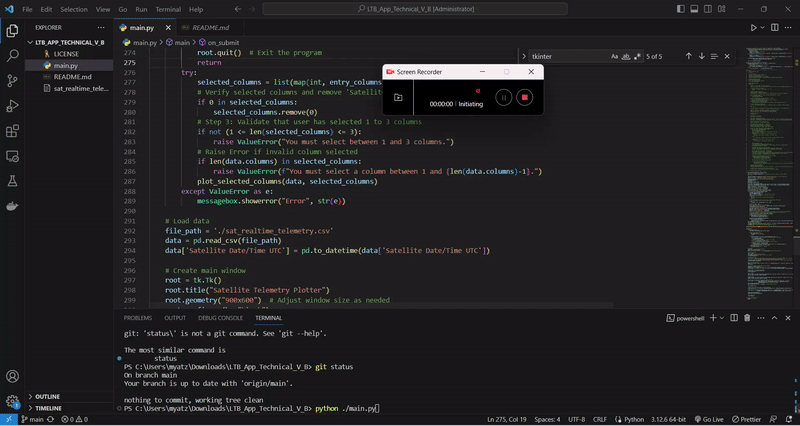 File Edit Selection View Go Run Terminal Help
LTB_App_Technical_V_B [Administrator]
EXPLORER
LTB_APP_TECHNICAL_V_B
LICENSE
main.py
README.md
sat_realtime_telemetry.c...
main.py
README.md
main.py > main > on_submit
tkinter
Aa ab
5 of 5
274 root.quit() # Exit the program
275 return
276 try:
277 selected_columns = list(map(int, entry_columns
278 # Verify selected columns and remove 'Satelli
279 if 0 in selected_columns:
280 selected_columns.remove(0)
281 # Step 3: Validate that user has selected 1 to 3 columns
282 if not (1 <= len(selected_columns) <= 3):
283 raise ValueError("You must select between 1 and 3 columns.")
284 # Raise Error if invalid column selected
285 if len(data.columns) in selected_columns:
286 raise ValueError(f"You must select a column between 1 and {len(data.columns)-1}.")
287 plot_selected_columns(data, selected_columns)
288 except ValueError as e:
289 messagebox.showerror("Error", str(e))
290
291 # Load data
292 file_path = './sat_realtime_telemetry.csv'
293 data = pd.read_csv(file_path)
294 data['Satellite Date/Time UTC'] = pd.to_datetime(data['Satellite Date/Time UTC'])
295
296 # Create main window
297 root = tk.Tk()
298 root.title("Satellite Telemetry Plotter")
299 root.geometry("900x600") # Adjust window size as needed
Screen Recorder
00:00:00 Initiating
PROBLEMS OUTPUT DEBUG CONSOLE TERMINAL PORTS
powershell
git: 'status\' is not a git command. See 'git --help'.
The most similar command is
status
PS C:\Users\myatz\Downloads\LTB_App_Technical_V_B> git status
On branch main
Your branch is up to date with 'origin/main'.
nothing to commit, working tree clean
PS C:\Users\myatz\Downloads\LTB_App_Technical_V_B> python ./main.py
OUTLINE
TIMELINE
main 0 0 Ln 275, Col 19 Spaces: 4 UTF-8 CRLF Python 3.12.6 64-bit Go Live Prettier